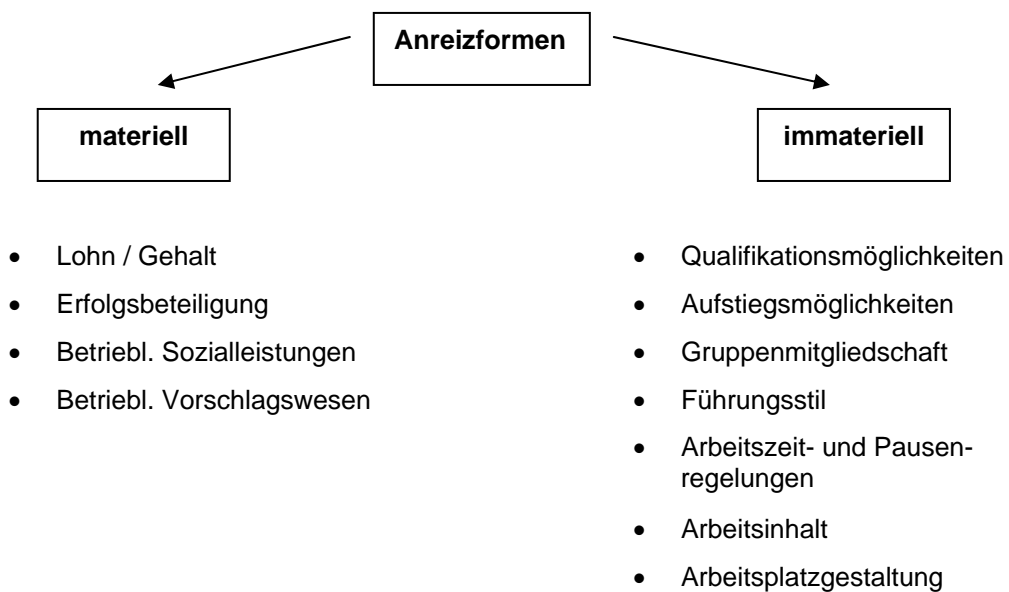 Anreizformen
materiell
immateriell
• Lohn / Gehalt
• Erfolgsbeteiligung
• Betriebl. Sozialleistungen
• Betriebl. Vorschlagswesen
• Qualifikationsmöglichkeiten
• Aufstiegsmöglichkeiten
• Gruppenmitgliedschaft
• Führungsstil
• Arbeitszeit- und Pausen-
regelungen
• Arbeitsinhalt
• Arbeitsplatzgestaltung